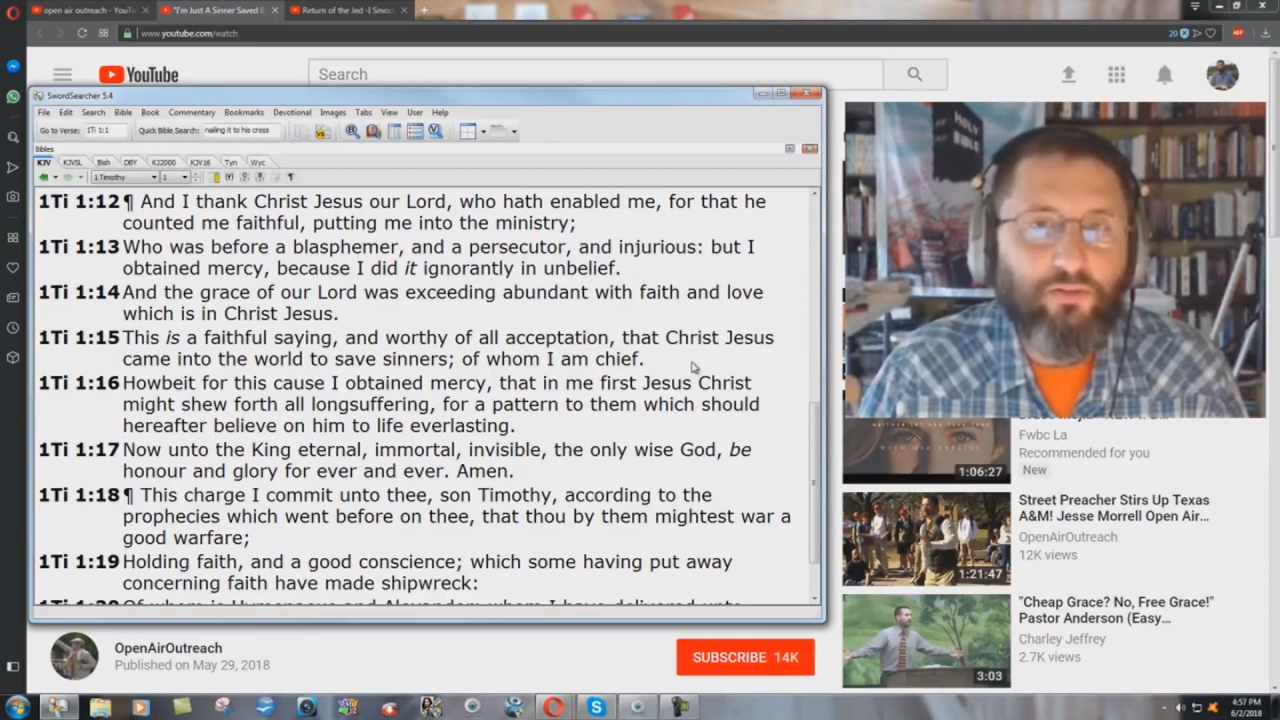 open air outreach - YouTu
"I'm Just A Sinner Saved B
Return of the Jed -I Smoc
www.youtube.com/watch
20
ABP
YouTube
Search
SwordSearcher 5.4
File Edit Search Bible Book Commentary Bookmarks Devotional Images Tabs View User Help
Go to Verse: 1Ti 1:1 Quick Bible Search: nailing it to his cross
Bibles
KJV KJVSL Bish DBY KJ2000 KJV16 Tyn Wyc
1 Timothy 1
1Ti 1:12 ¶ And I thank Christ Jesus our Lord, who hath enabled me, for that he
counted me faithful, putting me into the ministry;
1Ti 1:13 Who was before a blasphemer, and a persecutor, and injurious: but I
obtained mercy, because I did it ignorantly in unbelief.
1Ti 1:14 And the grace of our Lord was exceeding abundant with faith and love
which is in Christ Jesus.
1Ti 1:15 This is a faithful saying, and worthy of all acceptation, that Christ Jesus
came into the world to save sinners; of whom I am chief.
1Ti 1:16 Howbeit for this cause I obtained mercy, that in me first Jesus Christ
might shew forth all longsuffering, for a pattern to them which should
hereafter believe on him to life everlasting.
1Ti 1:17 Now unto the King eternal, immortal, invisible, the only wise God, be
honour and glory for ever and ever. Amen.
1Ti 1:18 ¶ This charge I commit unto thee, son Timothy, according to the
prophecies which went before on thee, that thou by them mightest war a
good warfare;
1Ti 1:19 Holding faith, and a good conscience; which some having put away
concerning faith have made shipwreck:
HOLY BIBLE
Fwbc La
Recommended for you
New
1:06:27
Street Preacher Stirs Up Texas
A&M! Jesse Morrell Open Air…
OpenAirOutreach
12K views
1:21:47
"Cheap Grace? No, Free Grace!"
Pastor Anderson (Easy…
Charley Jeffrey
2.7K views
3:03
OpenAirOutreach
Published on May 29, 2018
SUBSCRIBE 14K
4:57 PM
6/2/2018